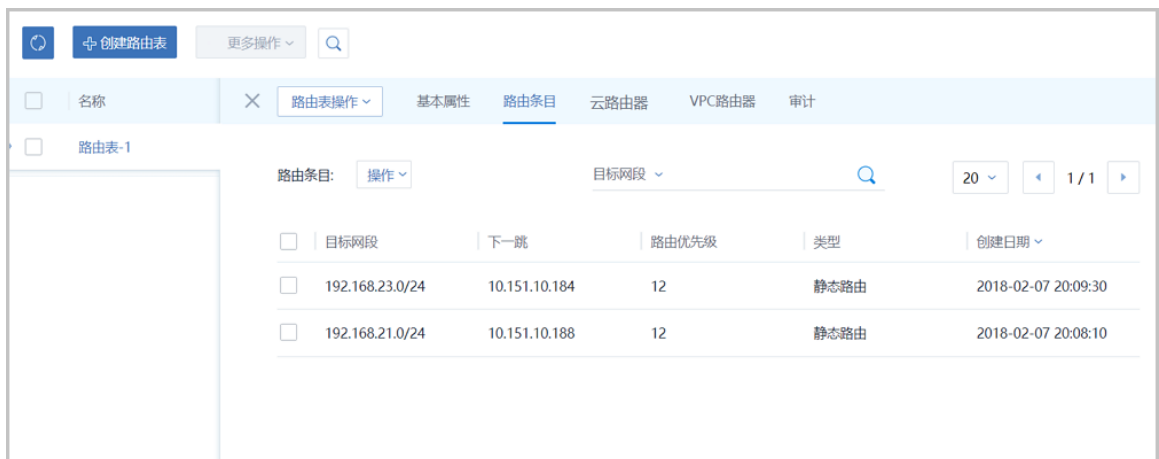 创建路由表 更多操作
名称 路由表操作 基本属性 路由条目 云路由器 VPC路由器 审计
路由表-1
路由条目: 操作 目标网段 20 1 / 1
目标网段 下一跳 路由优先级 类型 创建日期
192.168.23.0/24 10.151.10.184 12 静态路由 2018-02-07 20:09:30
192.168.21.0/24 10.151.10.188 12 静态路由 2018-02-07 20:08:10